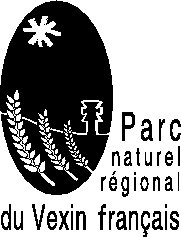 Parc
naturel
régional
du Vexin français